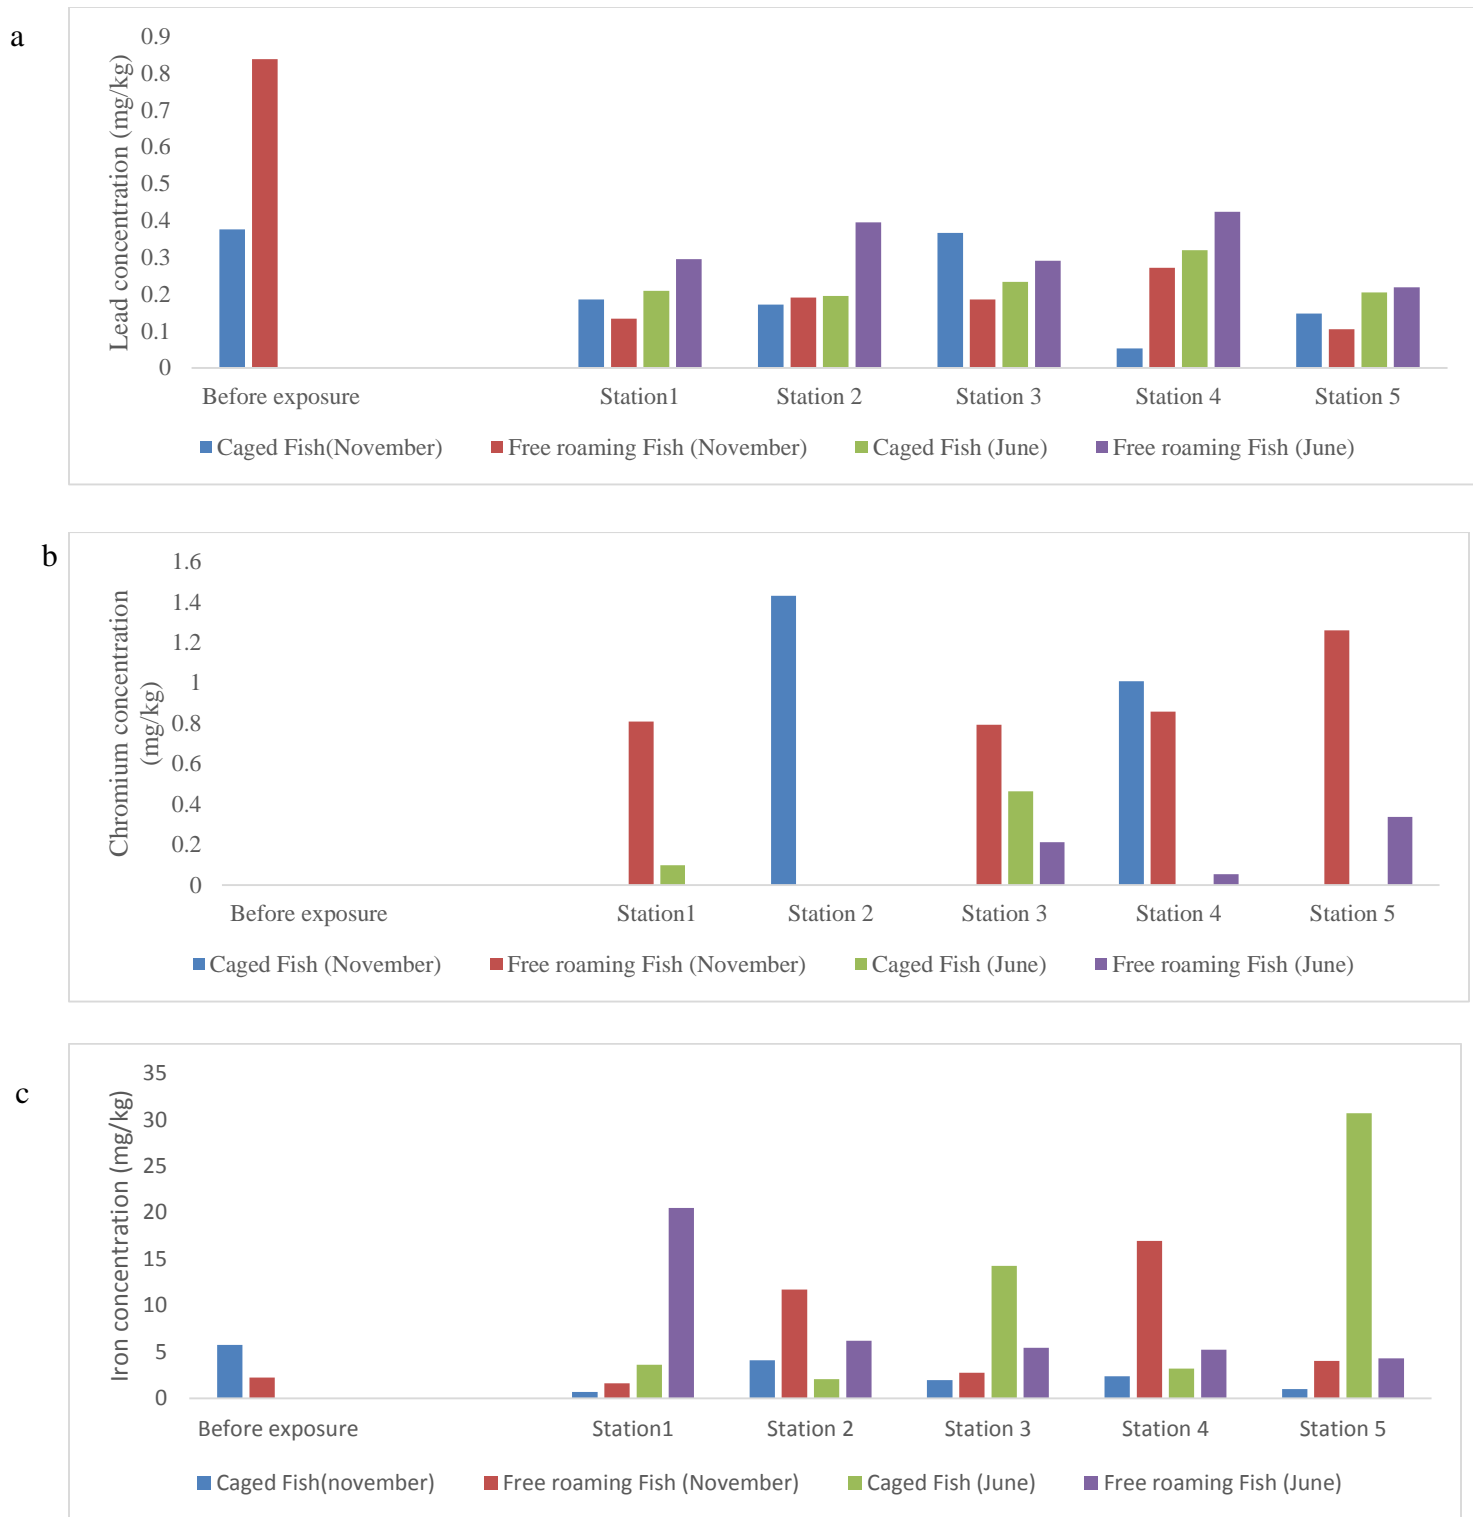 a
Lead concentration (mg/kg)
0.9
0.8
0.7
0.6
0.5
0.4
0.3
0.2
0.1
0
Before exposure Station1 Station 2 Station 3 Station 4 Station 5
Caged Fish(November) Free roaming Fish (November) Caged Fish (June) Free roaming Fish (June)
b
Chromium concentration
(mg/kg)
1.6
1.4
1.2
1
0.8
0.6
0.4
0.2
0
Before exposure Station1 Station 2 Station 3 Station 4 Station 5
Caged Fish (November) Free roaming Fish (November) Caged Fish (June) Free roaming Fish (June)
c
Iron concentration (mg/kg)
35
30
25
20
15
10
5
0
Before exposure Station1 Station 2 Station 3 Station 4 Station 5
Caged Fish(november) Free roaming Fish (November) Caged Fish (June) Free roaming Fish (June)